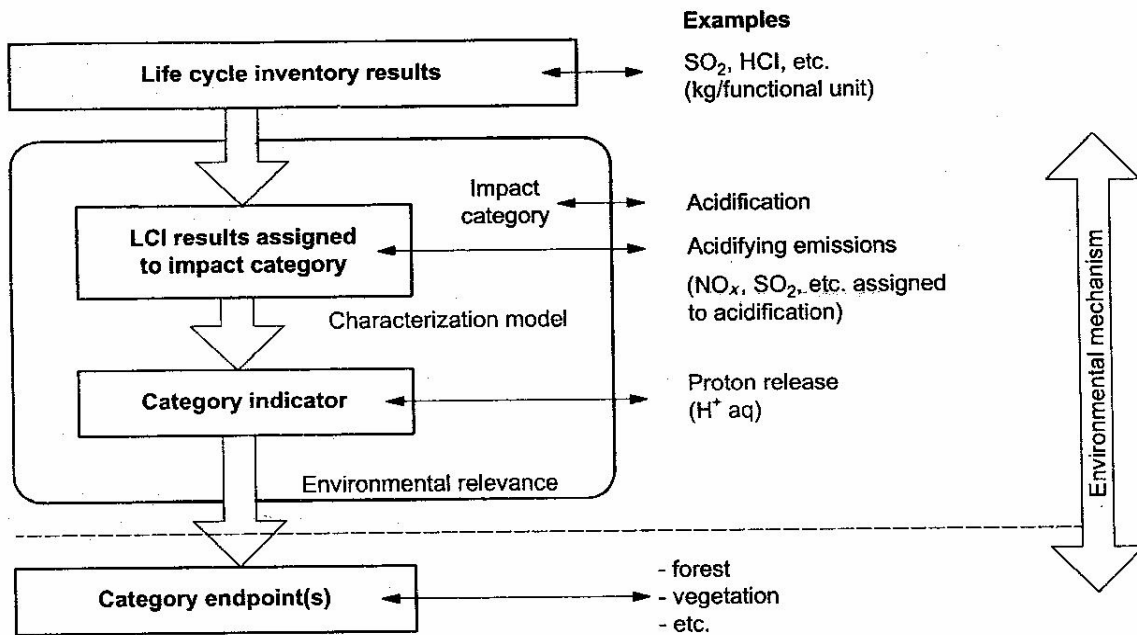 Examples
Life cycle inventory results
SO₂, HCl, etc.
(kg/functional unit)
Impact
category
Acidification
LCI results assigned
to impact category
Acidifying emissions
(NOₓ, SO₂, etc. assigned
to acidification)
Characterization model
Category indicator
Proton release
(H⁺ aq)
Environmental relevance
Environmental mechanism
Category endpoint(s)
- forest
- vegetation
- etc.